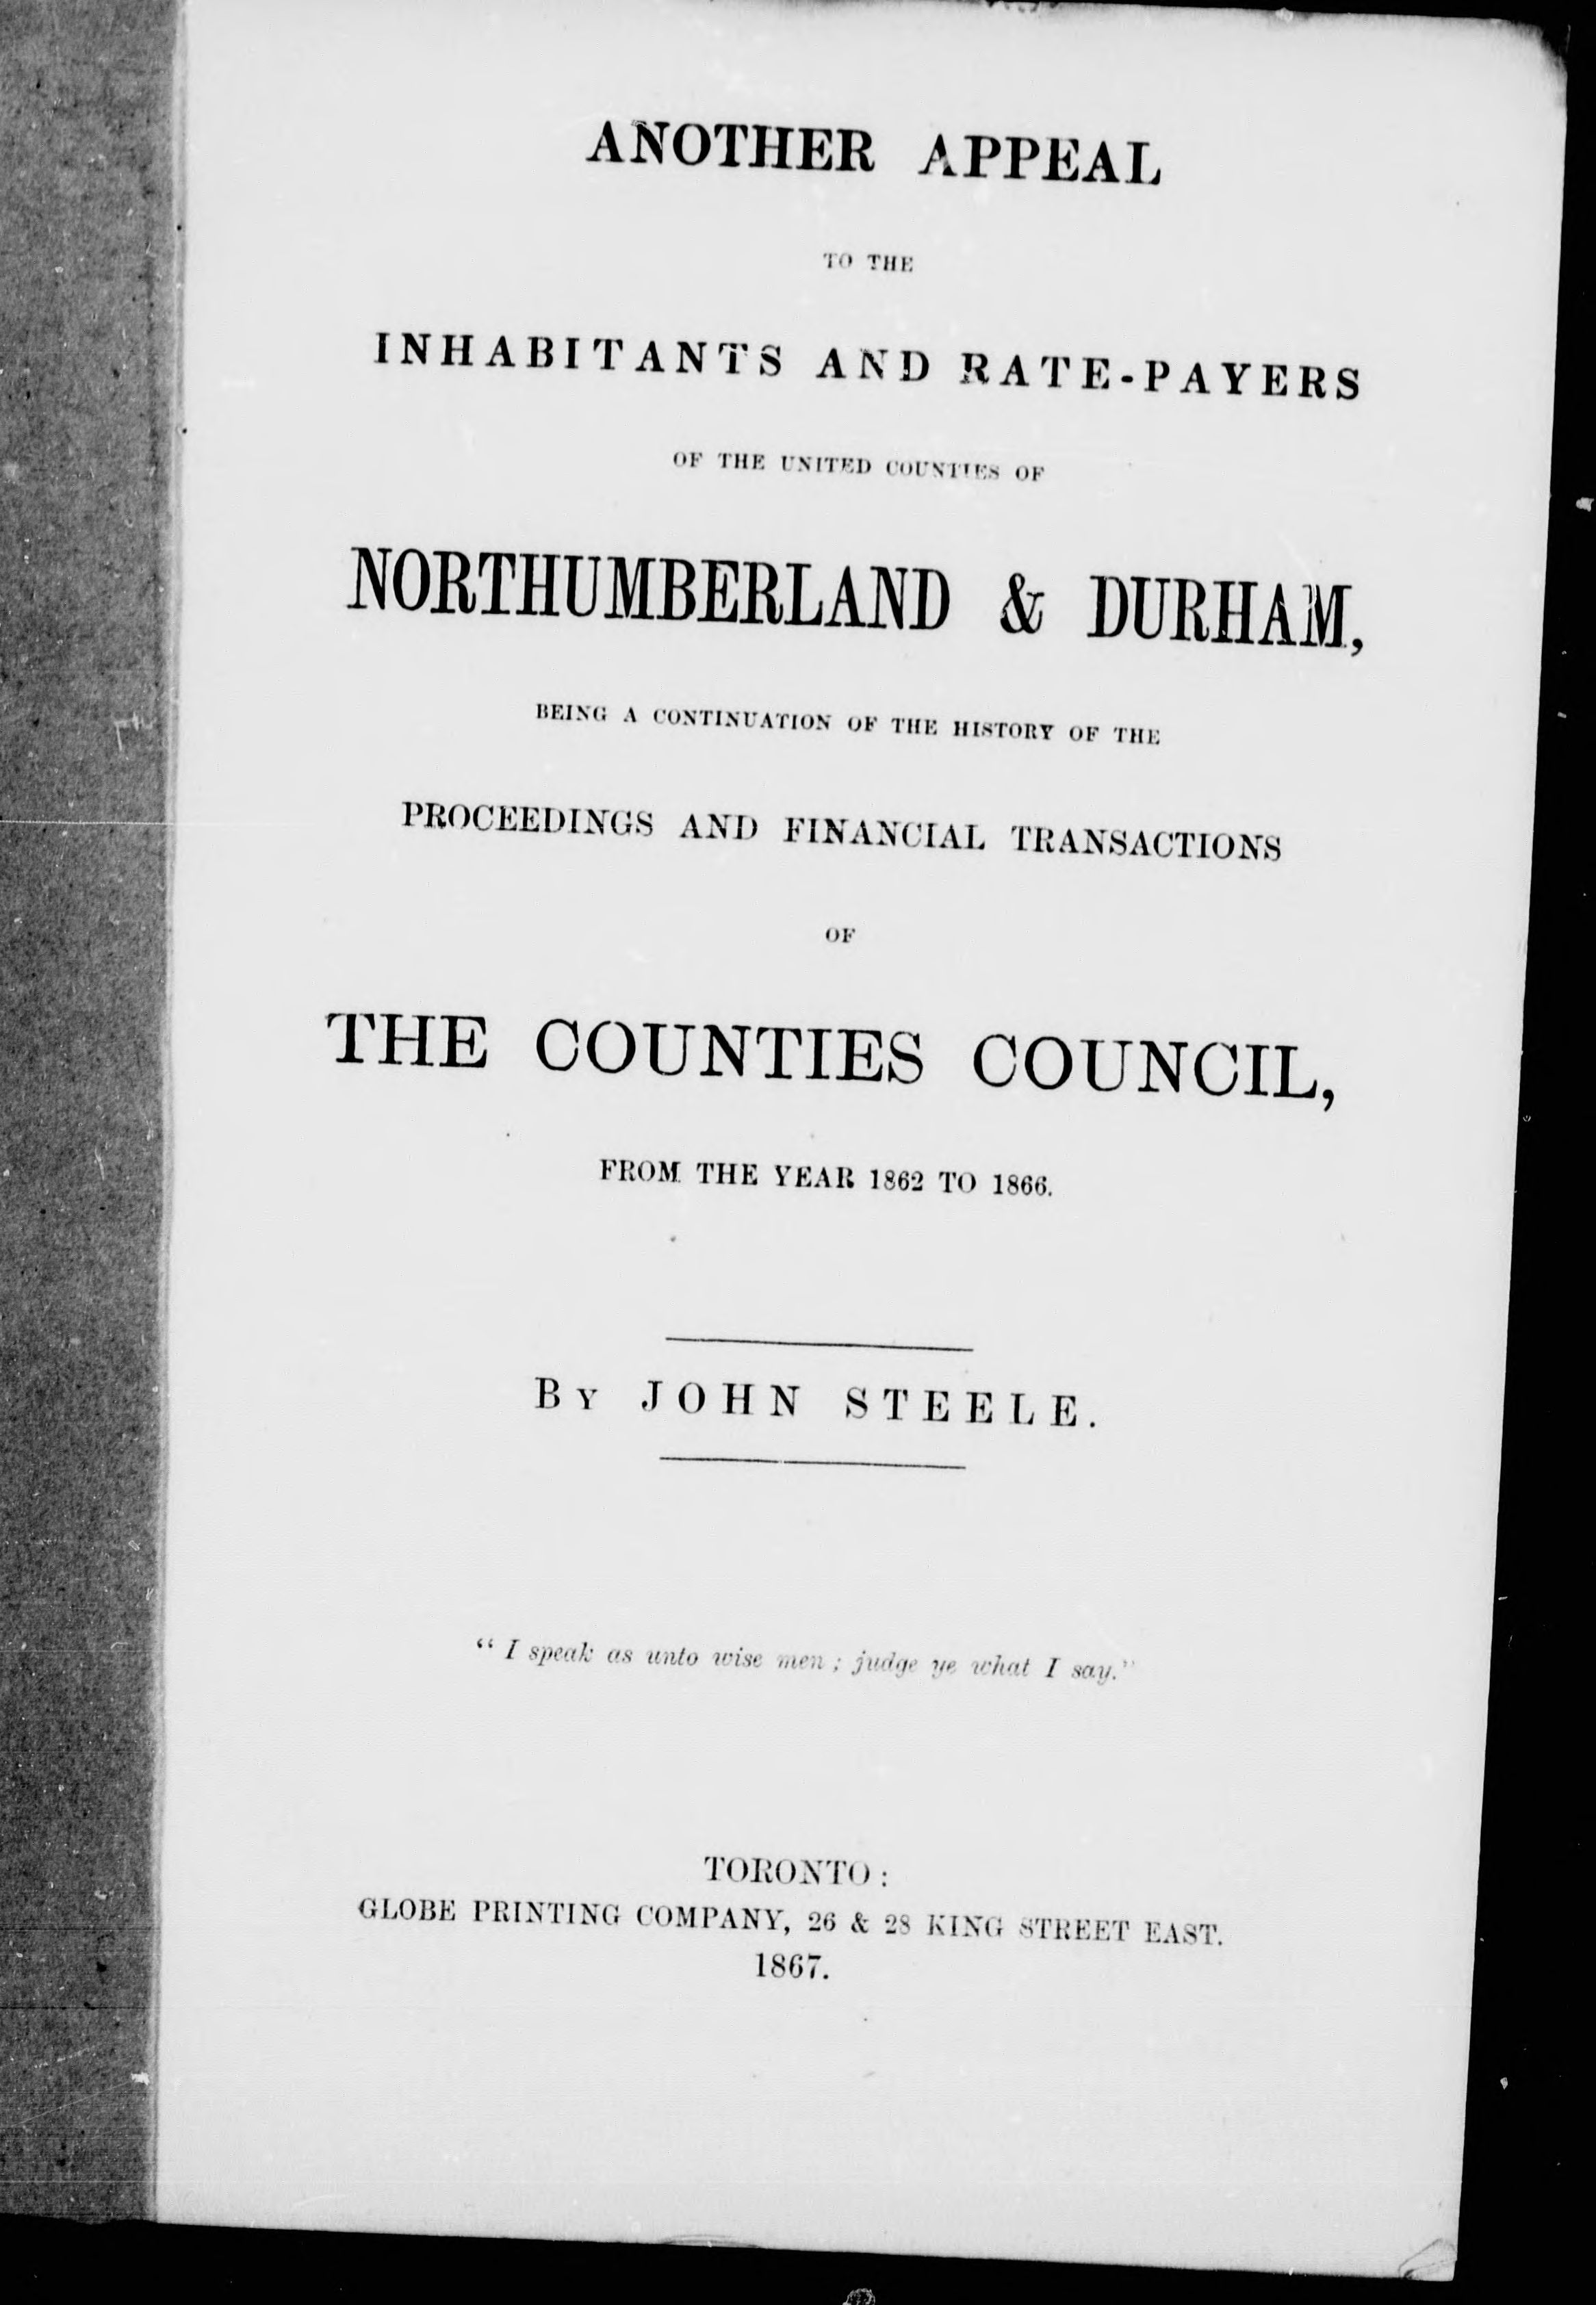 ANOTHER APPEAL
TO THE
INHABITANTS AND RATE-PAYERS
OF THE UNITED COUNTIES OF
NORTHUMBERLAND & DURHAM,
BEING A CONTINUATION OF THE HISTORY OF THE
PROCEEDINGS AND FINANCIAL TRANSACTIONS
OF
THE COUNTIES COUNCIL,
FROM THE YEAR 1862 TO 1866.
By JOHN STEELE.
"I speak as unto wise men; judge ye what I say."
TORONTO:
GLOBE PRINTING COMPANY, 26 & 28 KING STREET EAST.
1867.